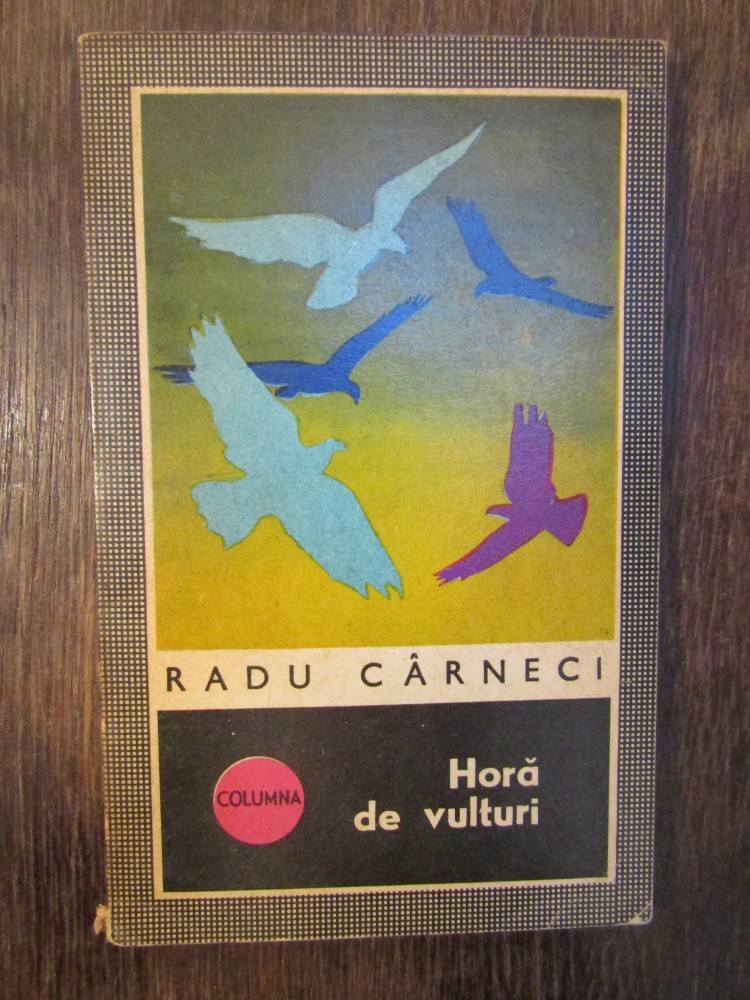 RADU CÂRNECI
COLUMNA
Horă
de vulturi